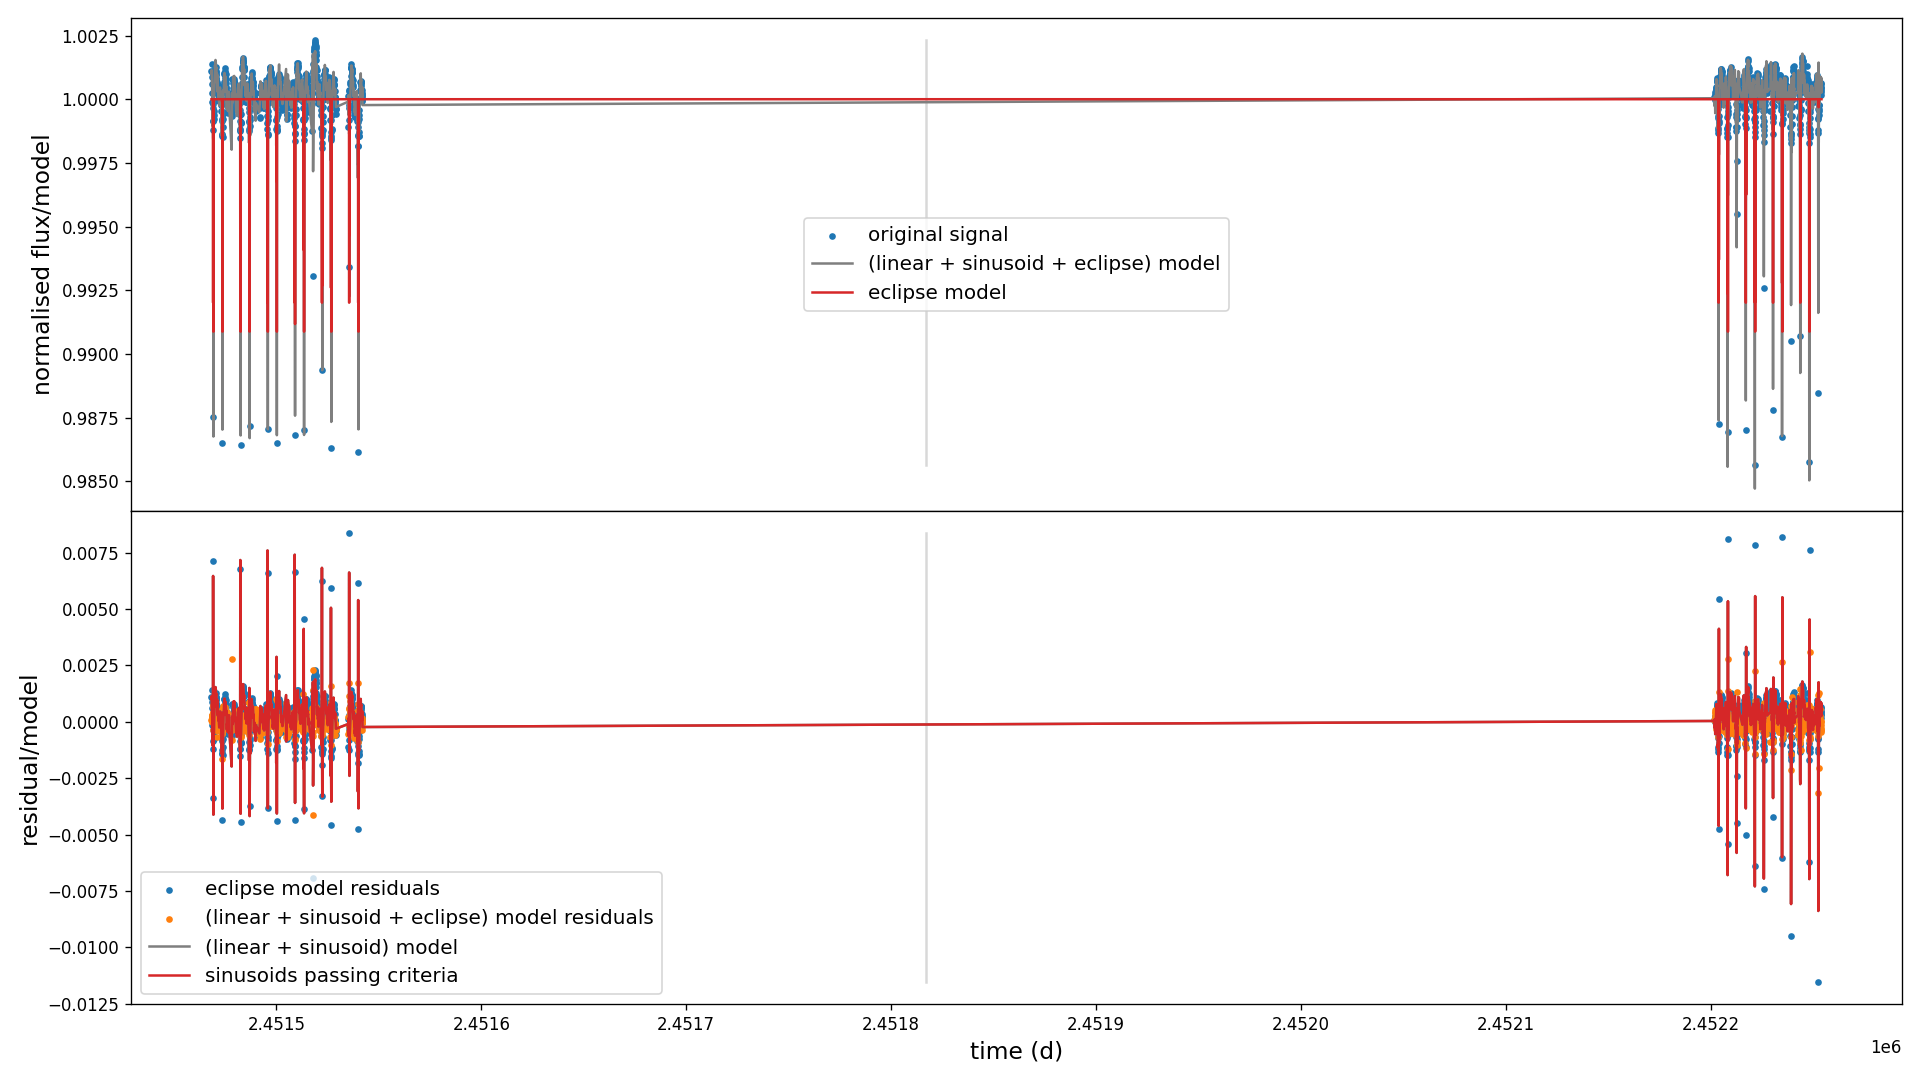 1.0025
1.0000
0.9975
0.9950
0.9925
0.9900
0.9875
0.9850
normalised flux/model
original signal
(linear + sinusoid + eclipse) model
eclipse model
0.0075
0.0050
0.0025
0.0000
−0.0025
−0.0050
−0.0075
−0.0100
−0.0125
residual/model
eclipse model residuals
(linear + sinusoid + eclipse) model residuals
(linear + sinusoid) model
sinusoids passing criteria
2.4515 2.4516 2.4517 2.4518 2.4519 2.4520 2.4521 2.4522
1e6
time (d)